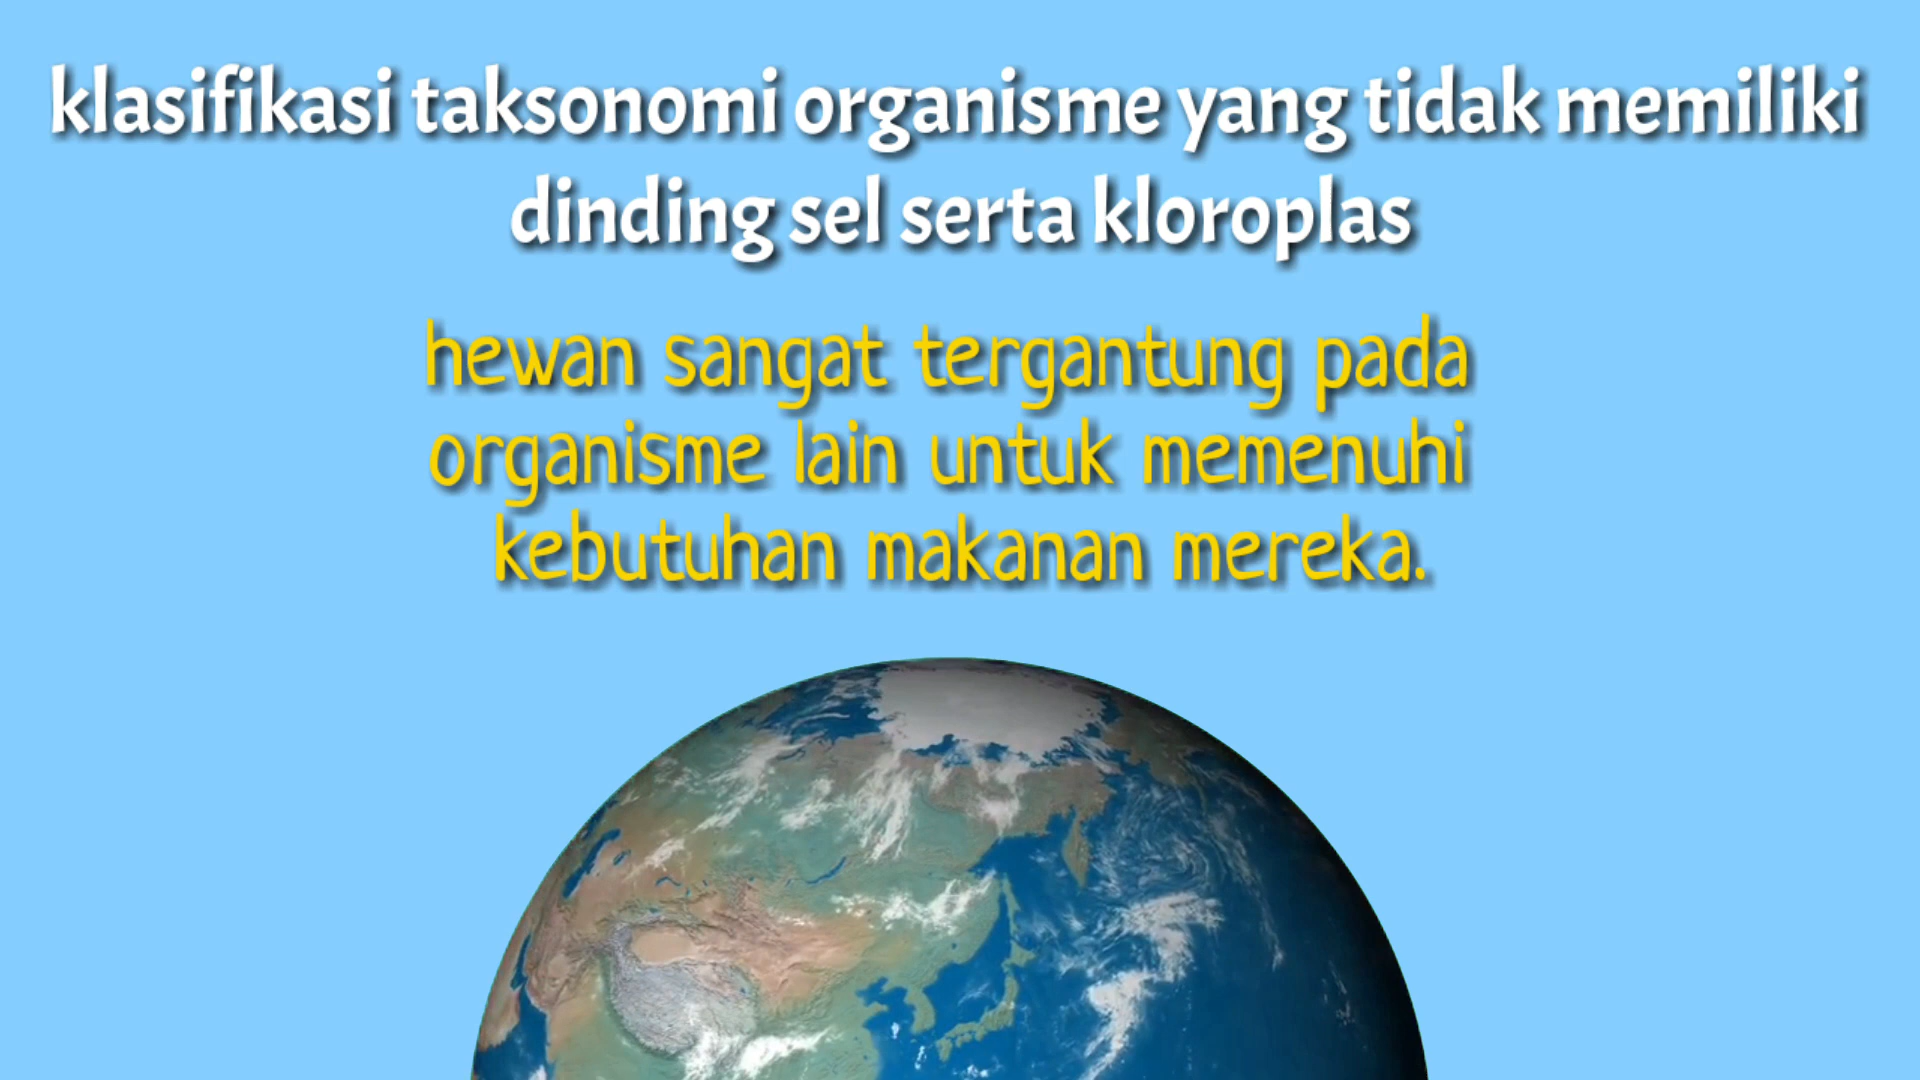 klasifikasi taksonomi organisme yang tidak memiliki
dinding sel serta kloroplas
hewan sangat tergantung pada
organisme lain untuk memenuhi
kebutuhan makanan mereka.